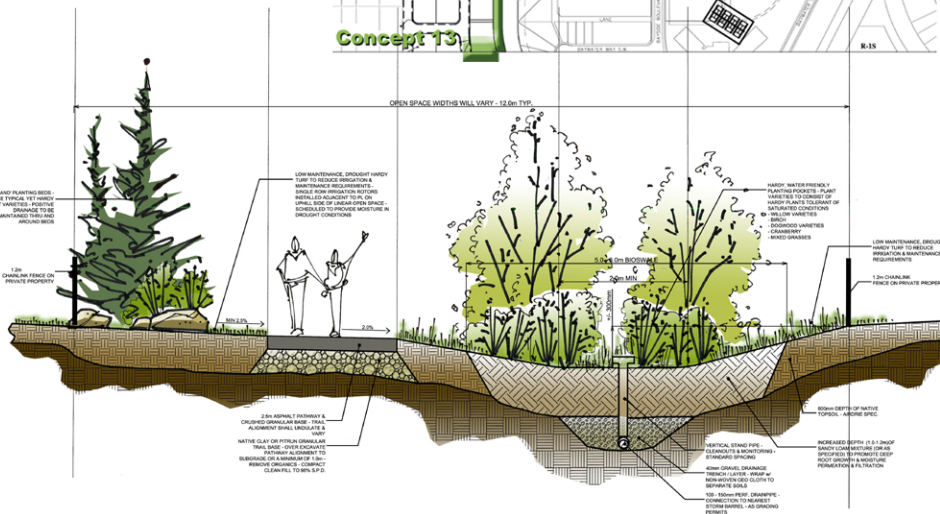 Concept 13
LANE
BAYWATER BAY S.W.
R-1S
OPEN SPACE WIDTHS WILL VARY - 12.0m TYP.
PLANTING BEDS -
TYPICAL YET HARDY
VARIETIES - POSITIVE
DRAINAGE TO BE
MAINTAINED THRU AND
AROUND BEDS
1.2m
CHAINLINK FENCE ON
PRIVATE PROPERTY
LOW MAINTENANCE, DROUGHT HARDY
TURF TO REDUCE IRRIGATION &
MAINTENANCE REQUIREMENTS -
SINGLE ROW IRRIGATION ROTORS
INSTALLED ADJACENT TO PL ON
UPHILL SIDE OF LINEAR OPEN SPACE -
SCHEDULED TO PROVIDE MOISTURE IN
DROUGHT CONDITIONS
MIN 2.5%
2.0%
BIOSWALE
MIN
+/- 300mm
HARDY, WATER FRIENDLY
PLANTING POCKETS - PLANT
VARIETIES TO CONSIST OF
HARDY PLANTS TOLERANT OF
SATURATED CONDITIONS
- WILLOW VARIETIES
- BIRCH
- DOGWOOD VARIETIES
- CRANBERRY
- MIXED GRASSES
LOW MAINTENANCE,
HARDY TURF TO REDUCE
IRRIGATION & MAINTENANCE
REQUIREMENTS
1.2m CHAINLINK
FENCE ON PRIVATE
2.5m ASPHALT PATHWAY &
CRUSHED GRANULAR BASE - TRAIL
ALIGNMENT SHALL UNDULATE &
VARY
NATIVE CLAY OR PITRUN GRANULAR
TRAIL BASE - OVER EXCAVATE
PATHWAY ALIGNMENT TO
SUBGRADE OR A MINIMUM OF 1.0m -
REMOVE ORGANICS - COMPACT
CLEAN FILL TO 98% S.P.D.
VERTICAL STAND PIPE -
CLEANOUTS & MONITORING -
STANDARD SPACING
40mm GRAVEL DRAINAGE
TRENCH / LAYER - WRAP w/
NON-WOVEN GEO CLOTH TO
SEPARATE SOILS
100 - 150mm PERF. DRAINPIPE -
CONNECTION TO NEAREST
STORM BARREL - AS GRADING
PERMITS
600mm DEPTH OF NATIVE
TOPSOIL - AIRDRIE SPEC.
INCREASED DEPTH (1.0-1.2m)OF
SANDY LOAM MIXTURE (OR AS
SPECIFIED) TO PROMOTE DEEP
ROOT GROWTH & MOISTURE
PERMEATION & FILTRATION